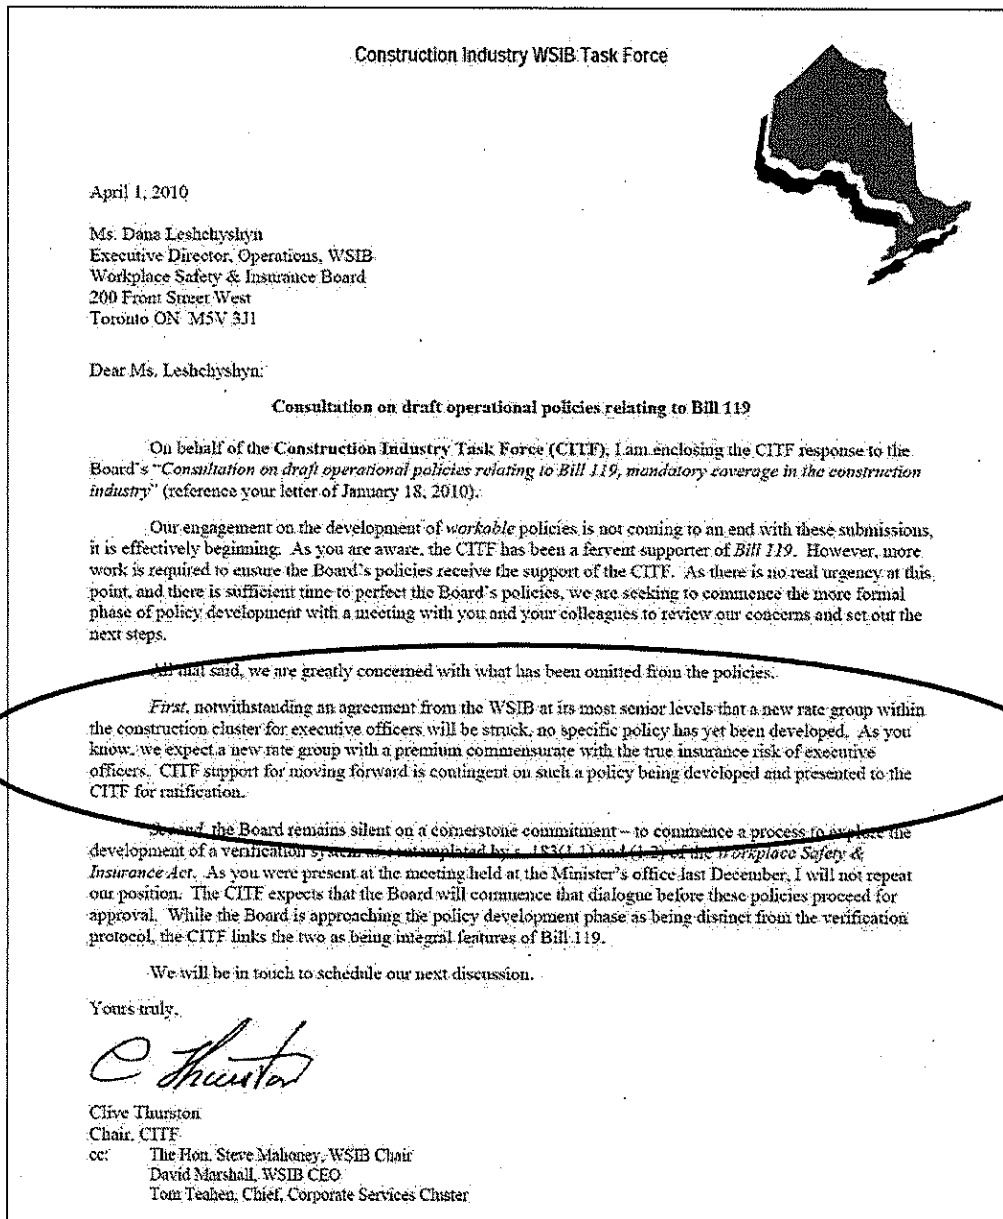 Construction Industry WSIB Task Force
April 1, 2010
Ms. Dana Leshchyshyn
Executive Director, Operations, WSIB
Workplace Safety & Insurance Board
200 Front Street West
Toronto ON M5V 3J1
Dear Ms. Leshchyshyn:
Consultation on draft operational policies relating to Bill 119
On behalf of the Construction Industry Task Force (CITF), I am enclosing the CITF response to the
Board's "Consultation on draft operational policies relating to Bill 119, mandatory coverage in the construction
industry" (reference your letter of January 18, 2010).
Our engagement on the development of workable policies is not coming to an end with these submissions,
it is effectively beginning. As you are aware, the CITF has been a fervent supporter of Bill 119. However, more
work is required to ensure the Board's policies receive the support of the CITF. As there is no real urgency at this
point, and there is sufficient time to perfect the Board's policies, we are seeking to commence the more formal
phase of policy development with a meeting with you and your colleagues to review our concerns and set out the
next steps.
All that said, we are greatly concerned with what has been omitted from the policies.
First, notwithstanding an agreement from the WSIB at its most senior levels that a new rate group within
the construction cluster for executive officers will be struck, no specific policy has yet been developed. As you
know, we expect a new rate group with a premium commensurate with the true insurance risk of executive
officers. CITF support for moving forward is contingent on such a policy being developed and presented to the
CITF for ratification.
Second, the Board remains silent on a cornerstone commitment – to commence a process to explore the
development of a verification system as contemplated by s. 183(1.1) and (1.2) of the Workplace Safety &
Insurance Act. As you were present at the meeting held at the Minister's office last December, I will not repeat
our position. The CITF expects that the Board will commence that dialogue before these policies proceed for
approval. While the Board is approaching the policy development phase as being distinct from the verification
protocol, the CITF links the two as being integral features of Bill 119.
We will be in touch to schedule our next discussion.
Yours truly,
C Thurston
Clive Thurston
Chair, CITF
cc: The Hon. Steve Mahoney, WSIB Chair
David Marshall, WSIB CEO
Tom Teahen, Chief, Corporate Services Cluster